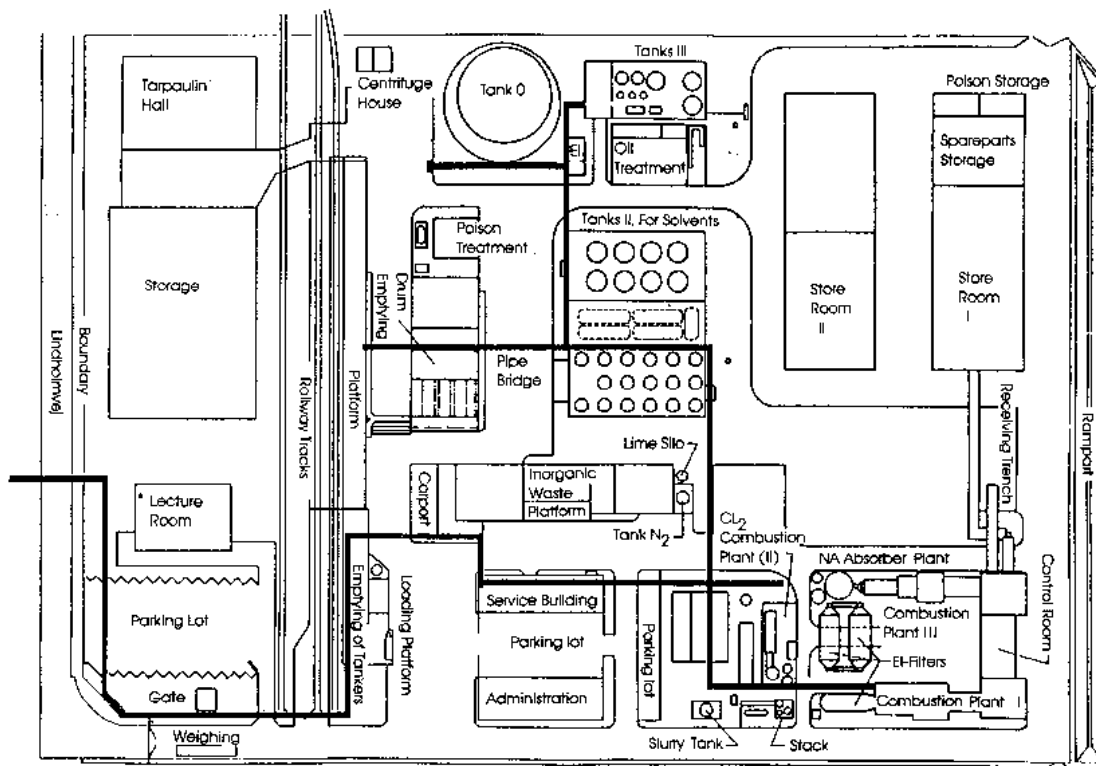 Tanks III
Tarpaulin
Hall
Centrifuge
House
Tank 0
Poison Storage
El
Oil
Treatment
Spareparts
Storage
Tanks II, For Solvents
Poison
Treatment
Storage
Drum
Emptying
Store
Room
II
Store
Room
I
Boundary
Lindholmvej
Railway Tracks
Platform
Pipe
Bridge
Receiving Trench
Rampart
Lime Silo
Lecture
Room
Carport
Inorganic
Waste
Platform
Tank N2
CL2
Combustion
Plant (II)
NA Absorber Plant
Control Room
Emptying of Tankers
Loading Platform
Service Building
Combustion
Plant III
Parking Lot
Parking lot
Parking lot
El-Filters
Gate
Administration
Combustion Plant I
Weighing
Slurry Tank
Stack